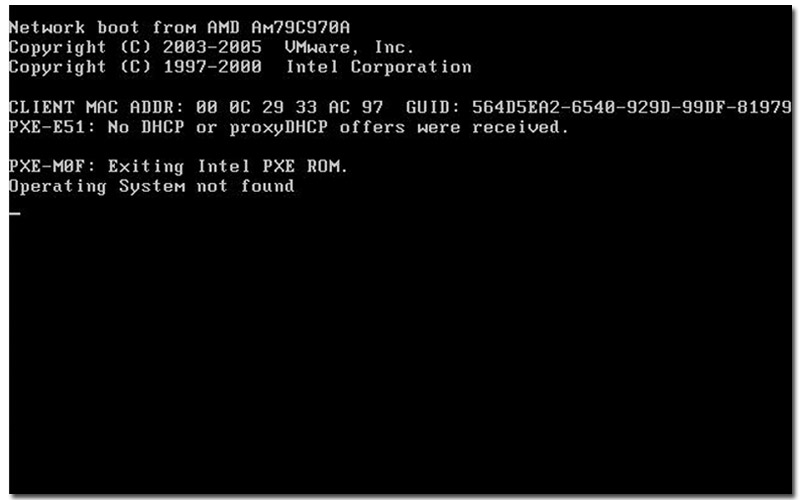 Network boot from AMD Am79C970A
Copyright (C) 2003-2005  VMware, Inc.
Copyright (C) 1997-2000  Intel Corporation
CLIENT MAC ADDR: 00 0C 29 33 AC 97  GUID: 564D5EA2-6540-929D-99DF-81979
PXE-E51: No DHCP or proxyDHCP offers were received.
PXE-M0F: Exiting Intel PXE ROM.
Operating System not found